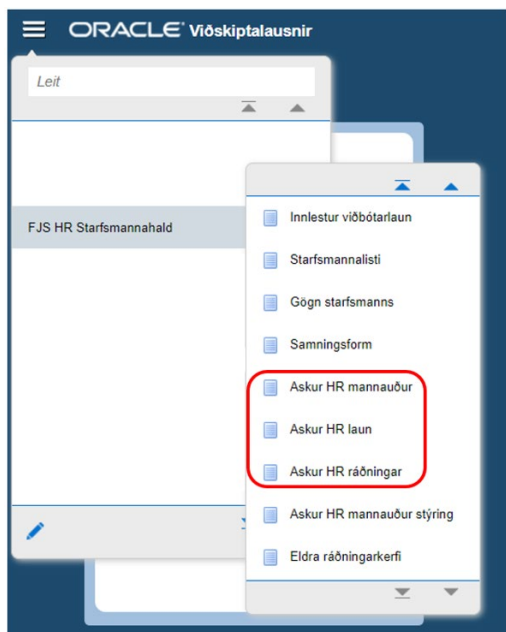 ORACLE Viðskiptalausnir
Leit
FJS HR Starfsmannahald
Innlestur viðbótarlaun
Starfsmannalisti
Gögn starfsmanns
Samningsform
Askur HR mannauður
Askur HR laun
Askur HR ráðningar
Askur HR mannauður stýring
Eldra ráðningarkerfi